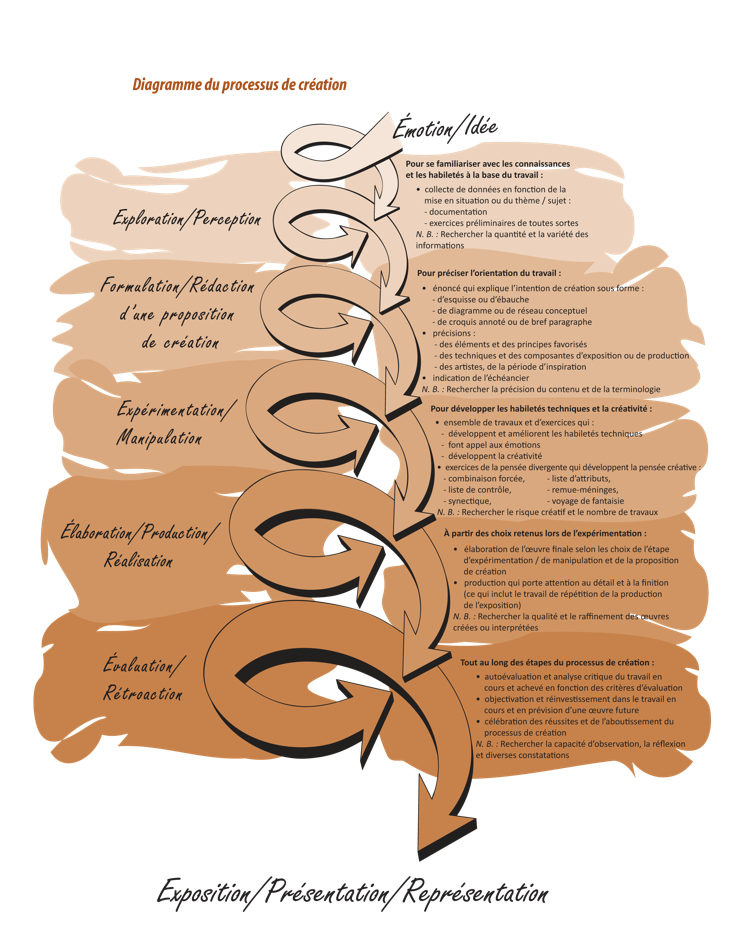 Diagramme du processus de création
Émotion/Idée
Exploration/Perception
Pour se familiariser avec les connaissances
et les habiletés à la base du travail :
• collecte de données en fonction de la
mise en situation ou du thème / sujet :
- documentation
- exercices préliminaires de toutes sortes
N. B. : Rechercher la quantité et la variété des
informations
Formulation/Rédaction
d'une proposition
de création
Pour préciser l'orientation du travail :
• énoncé qui explique l'intention de création sous forme :
- d'esquisse ou d'ébauche
- de diagramme ou de réseau conceptuel
- de croquis annoté ou de bref paragraphe
• précisions :
- des éléments et des principes favorisés
- des techniques et des composantes d'exposition ou de production
- des artistes, de la période d'inspiration
• indication de l'échéancier
N. B. : Rechercher la précision du contenu et de la terminologie
Expérimentation/
Manipulation
Pour développer les habiletés techniques et la créativité :
• ensemble de travaux et d'exercices qui :
- développent et améliorent les habiletés techniques
- font appel aux émotions
- développent la créativité
• exercices de la pensée divergente qui développent la pensée créative :
- combinaison forcée, - liste d'attributs,
- liste de contrôle, - remue-méninges,
- synectique, - voyage de fantaisie
N. B. : Rechercher le risque créatif et le nombre de travaux
Élaboration/Production/
Réalisation
À partir des choix retenus lors de l'expérimentation :
• élaboration de l'œuvre finale selon les choix de l'étape
d'expérimentation / de manipulation et de la proposition
de création
• production qui porte attention au détail et à la finition
(ce qui inclut le travail de répétition de la production
de l'exposition)
N. B. : Rechercher la qualité et le raffinement des œuvres
créées ou interprétées
Évaluation/
Rétroaction
Tout au long des étapes du processus de création :
• autoévaluation et analyse critique du travail en
cours et achevé en fonction des critères d'évaluation
• objectivation et réinvestissement dans le travail en
cours et en prévision d'une œuvre future
• célébration des réussites et de l'aboutissement du
processus de création
N. B. : Rechercher la capacité d'observation, la réflexion
et diverses constatations
Exposition/Présentation/Représentation